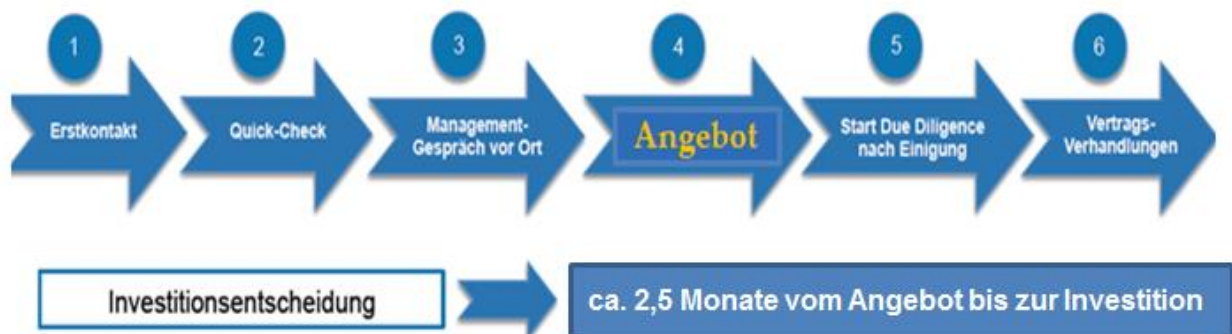 1
Erstkontakt
2
Quick-Check
3
Management-
Gespräch vor Ort
4
Angebot
5
Start Due Diligence
nach Einigung
6
Vertrags-
Verhandlungen
Investitionsentscheidung
ca. 2,5 Monate vom Angebot bis zur Investition